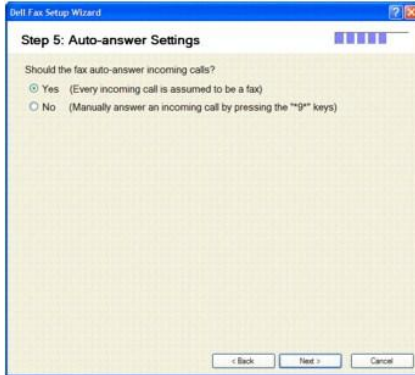 Dell Fax Setup Wizard
Step 5: Auto-answer Settings
Should the fax auto-answer incoming calls?
Yes (Every incoming call is assumed to be a fax)
No (Manually answer an incoming call by pressing the "*9*" keys)
< Back Next > Cancel